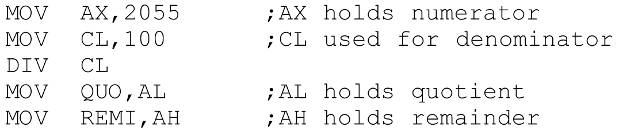 MOV AX,2055 ;AX holds numerator
MOV CL,100 ;CL used for denominator
DIV CL
MOV QUO,AL ;AL holds quotient
MOV REMI,AH ;AH holds remainder